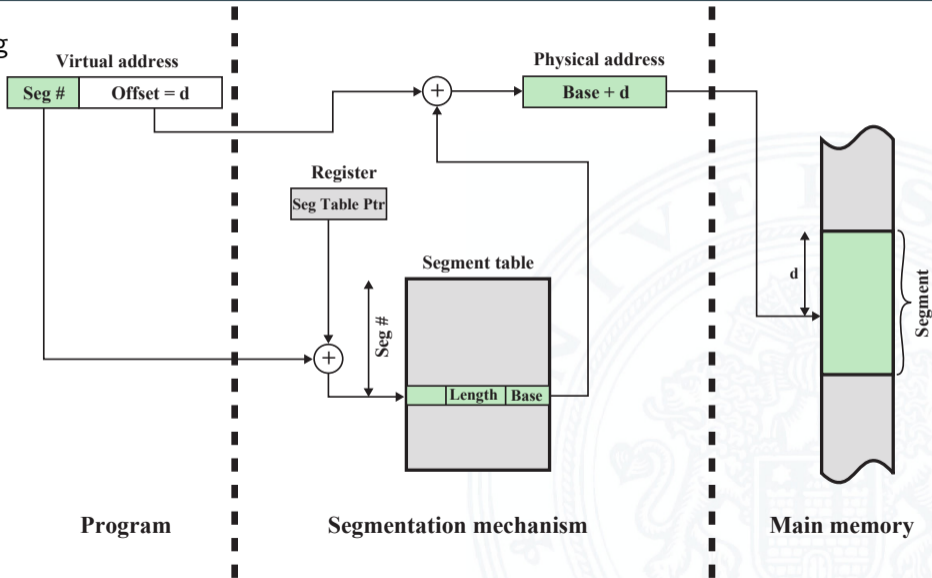 g
Virtual address
Seg #
Offset = d
Physical address
Base + d
+
Register
Seg Table Ptr
Segment table
Seg #
+
Length
Base
d
Segment
Program
Segmentation mechanism
Main memory